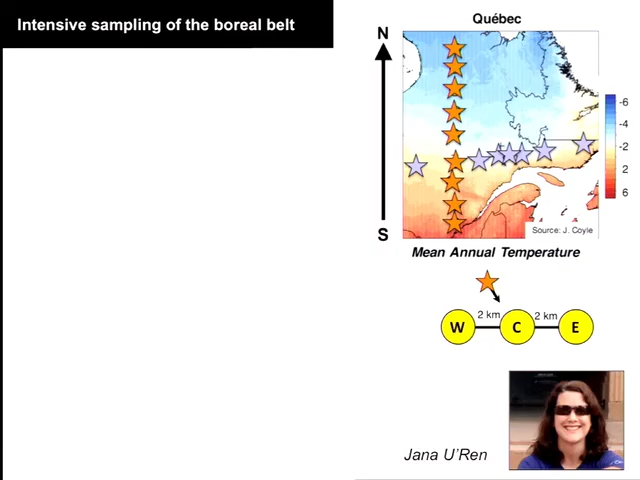 Intensive sampling of the boreal belt
Québec
N
-6
-4
-2
2
6
S
Source: J. Coyle
Mean Annual Temperature
2 km 2 km
W C E
Jana U'Ren